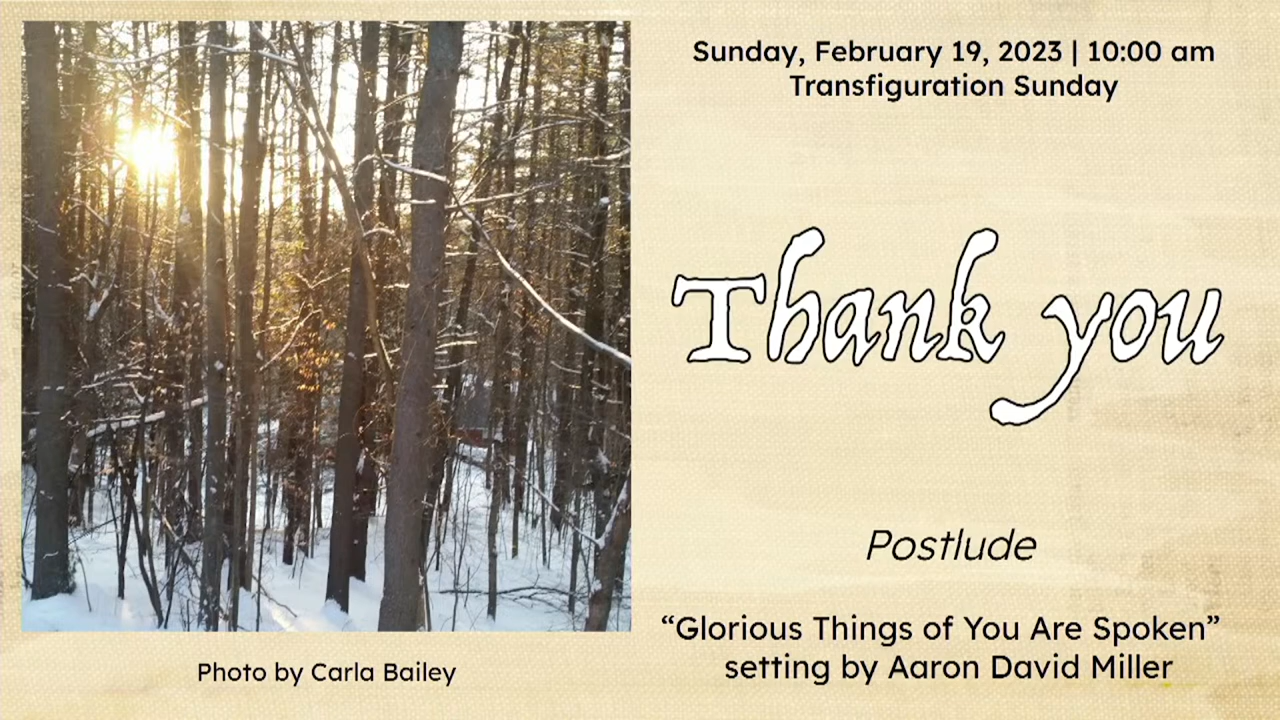 Sunday, February 19, 2023 | 10:00 am
Transfiguration Sunday
Thank you
Postlude
“Glorious Things of You Are Spoken”
setting by Aaron David Miller
Photo by Carla Bailey